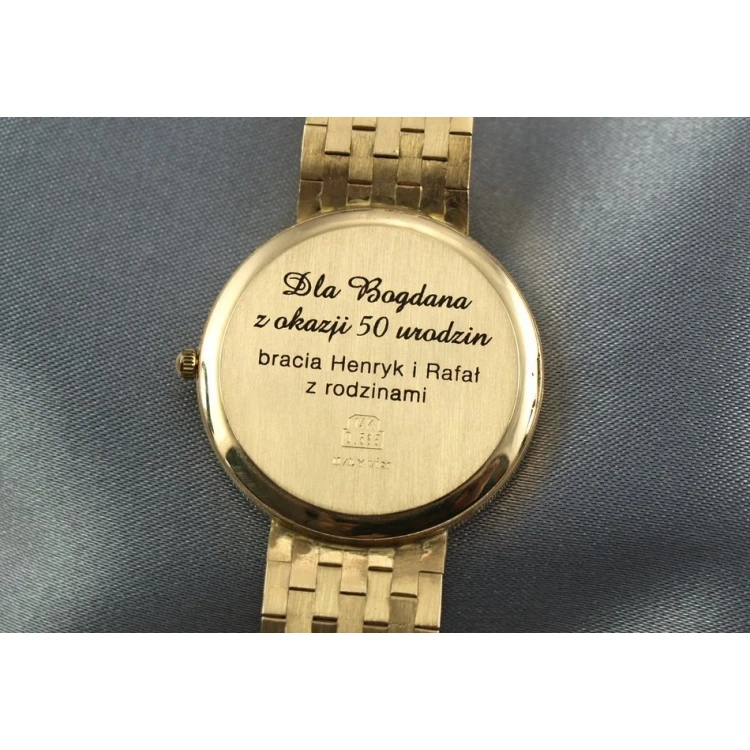 Dla Bogdana
z okazji 50 urodzin
bracia Henryk i Rafał
z rodzinami